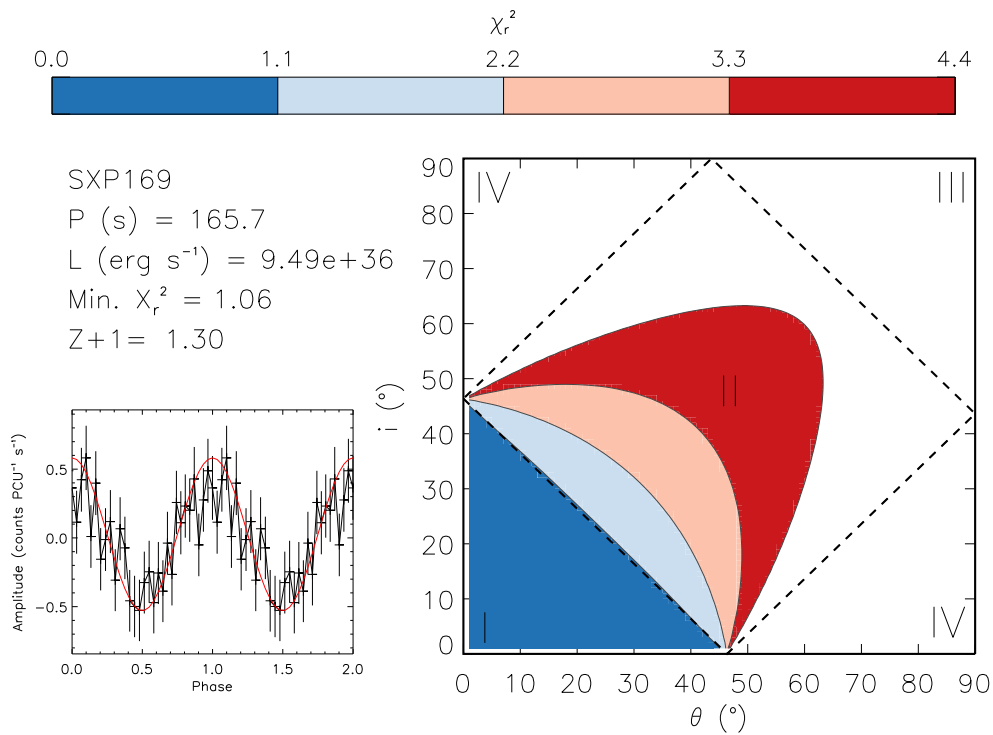 χr²
0.0 1.1 2.2 3.3 4.4
SXP169
P (s) = 165.7
L (erg s⁻¹) = 9.49e+36
Min. Xr² = 1.06
Z+1= 1.30
IV III
90
80
70
60
50
40
30
20
10
0
i (°)
II
I IV
0 10 20 30 40 50 60 70 80 90
θ (°)
Amplitude (counts PCU⁻¹ s⁻¹)
0.5
0.0
−0.5
0.0 0.5 1.0 1.5 2.0
Phase